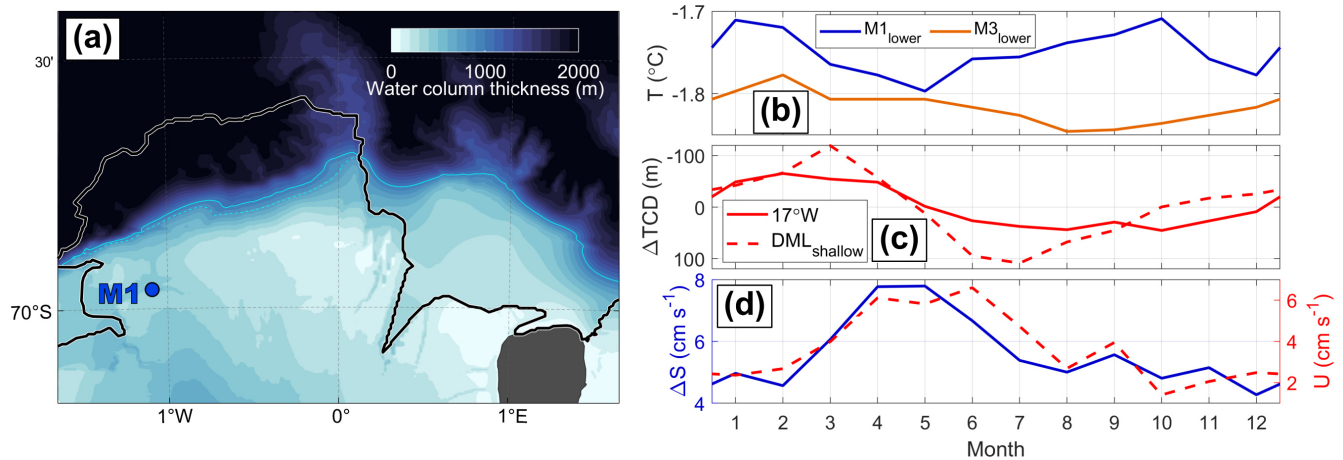 (a)
30'
0 1000 2000
Water column thickness (m)
M1
70°S
1°W 0° 1°E
-1.7
T (°C)
-1.8
M1lower M3lower
(b)
-100
ΔTCD (m)
0
100
17°W
DMLshallow
(c)
8
ΔS (cm s-1)
6
4
(d)
6
U (cm s-1)
4
2
1 2 3 4 5 6 7 8 9 10 11 12
Month